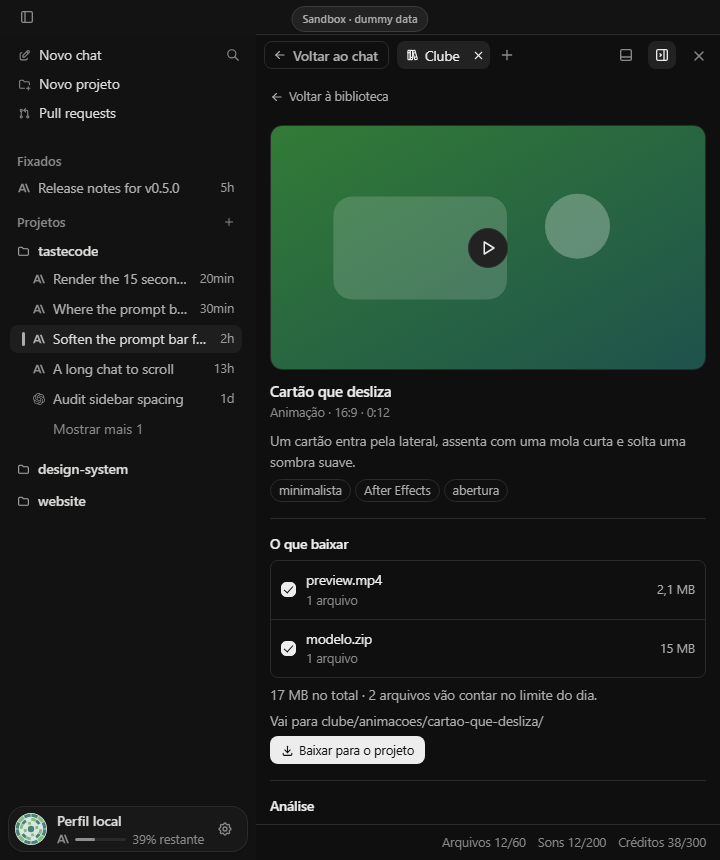 Sandbox · dummy data
Novo chat
Novo projeto
Pull requests
Fixados
Release notes for v0.5.0 5h
Projetos
tastecode
Render the 15 secon... 20min
Where the prompt b... 30min
Soften the prompt bar f... 2h
A long chat to scroll 13h
Audit sidebar spacing 1d
Mostrar mais 1
design-system
website
Perfil local
39% restante
Voltar ao chat
Clube
Voltar à biblioteca
Cartão que desliza
Animação · 16:9 · 0:12
Um cartão entra pela lateral, assenta com uma mola curta e solta uma
sombra suave.
minimalista After Effects abertura
O que baixar
preview.mp4
1 arquivo
2,1 MB
modelo.zip
1 arquivo
15 MB
17 MB no total · 2 arquivos vão contar no limite do dia.
Vai para clube/animacoes/cartao-que-desliza/
Baixar para o projeto
Análise
Arquivos 12/60 Sons 12/200 Créditos 38/300